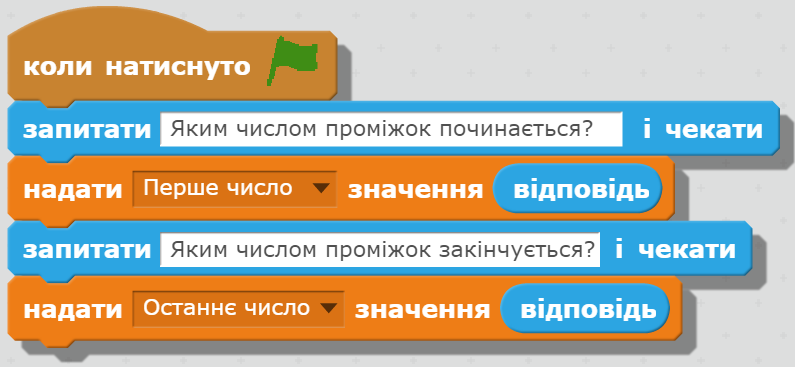 коли натиснуто
запитати Яким числом проміжок починається? і чекати
надати Перше число значення відповідь
запитати Яким числом проміжок закінчується? і чекати
надати Останнє число значення відповідь